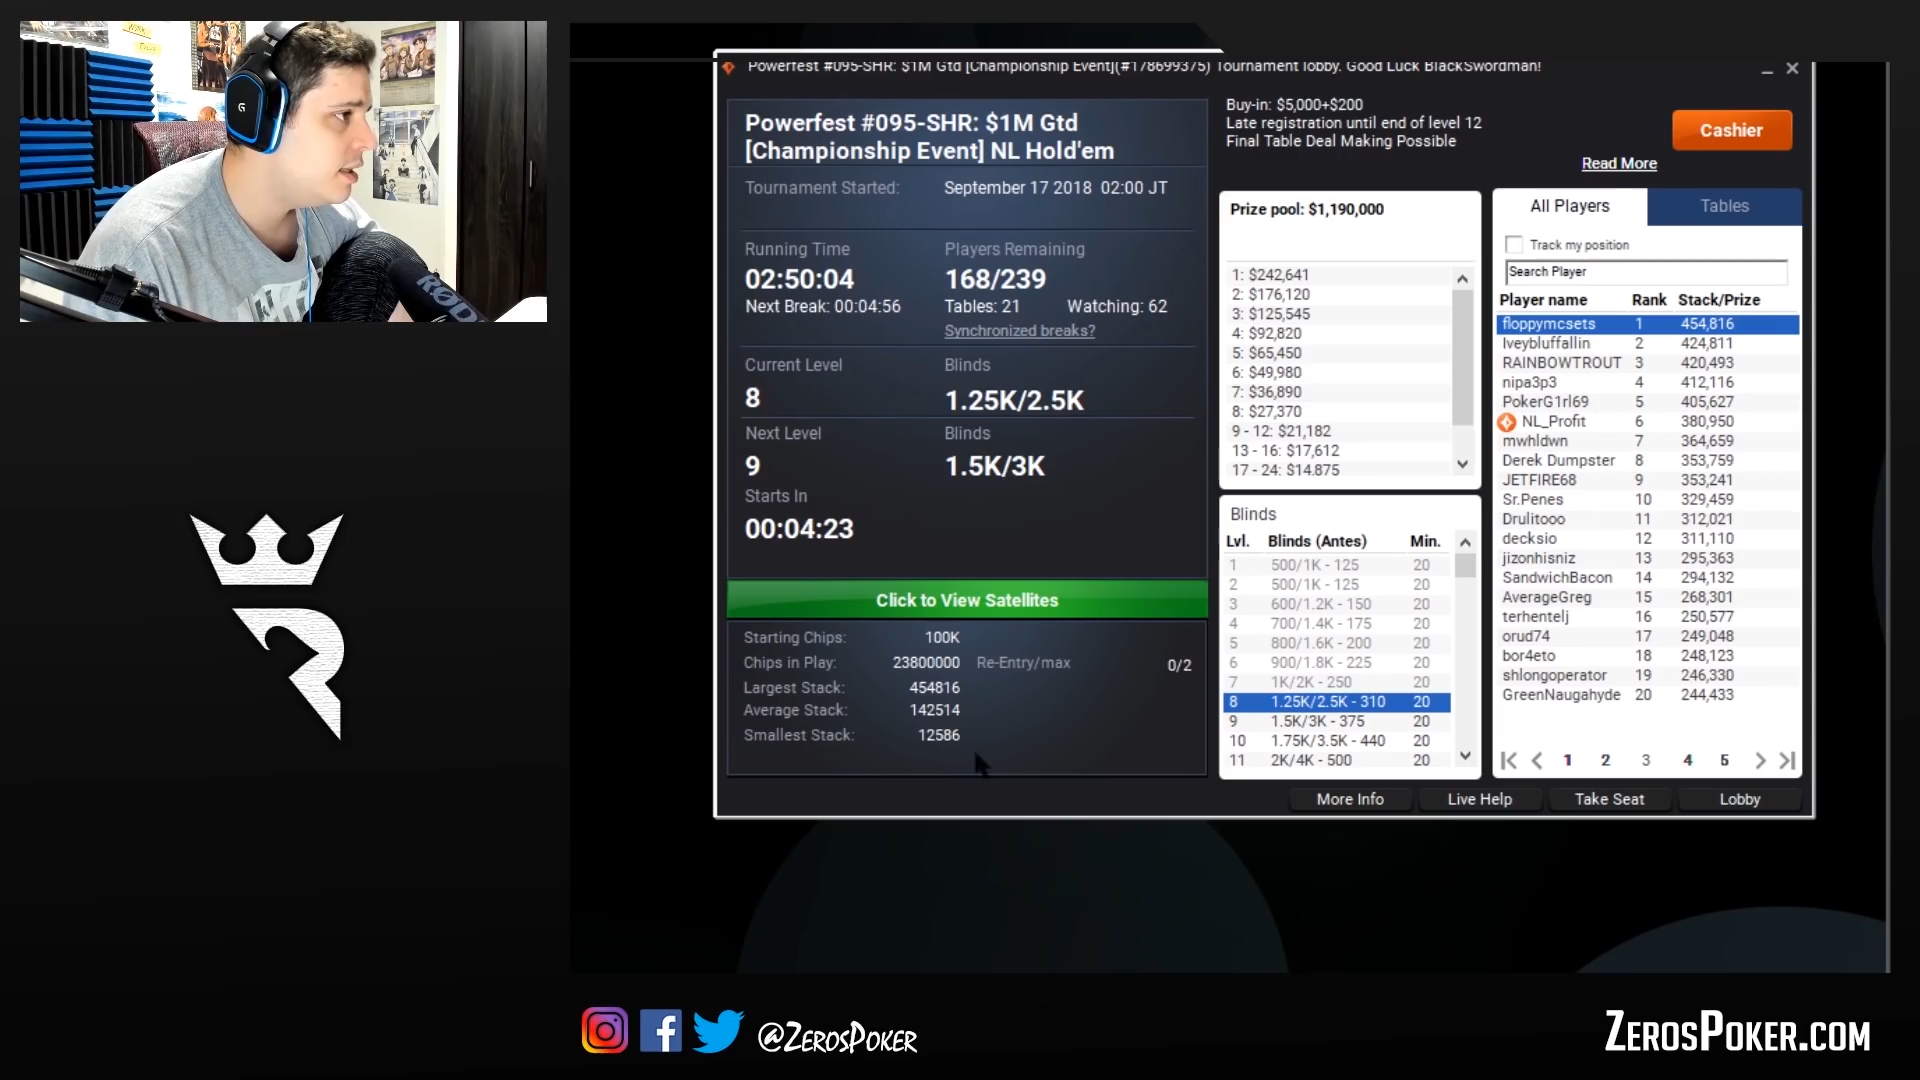 Powerfest #095-SHR: $1M Gtd [Championship Event](#178699375) Tournament lobby. Good Luck BlackSwordman!
Powerfest #095-SHR: $1M Gtd
[Championship Event] NL Hold'em
Tournament Started: September 17 2018 02:00 JT
Running Time Players Remaining
02:50:04 168/239
Next Break: 00:04:56 Tables: 21 Watching: 62
Synchronized breaks?
Current Level Blinds
8 1.25K/2.5K
Next Level Blinds
9 1.5K/3K
Starts In
00:04:23
Click to View Satellites
Starting Chips: 100K
Chips in Play: 23800000 Re-Entry/max 0/2
Largest Stack: 454816
Average Stack: 142514
Smallest Stack: 12586
Buy-in: $5,000+$200
Late registration until end of level 12
Final Table Deal Making Possible
Read More
Cashier
Prize pool: $1,190,000
1: $242,641
2: $176,120
3: $125,545
4: $92,820
5: $65,450
6: $49,980
7: $36,890
8: $27,370
9 - 12: $21,182
13 - 16: $17,612
17 - 24: $14.875
Blinds
Lvl. Blinds (Antes) Min.
1 500/1K - 125 20
2 500/1K - 125 20
3 600/1.2K - 150 20
4 700/1.4K - 175 20
5 800/1.6K - 200 20
6 900/1.8K - 225 20
7 1K/2K - 250 20
8 1.25K/2.5K - 310 20
9 1.5K/3K - 375 20
10 1.75K/3.5K - 440 20
11 2K/4K - 500 20
All Players Tables
Track my position
Search Player
Player name Rank Stack/Prize
floppymcsets 1 454,816
Iveybluffallin 2 424,811
RAINBOWTROUT 3 420,493
nipa3p3 4 412,116
PokerG1rl69 5 405,627
NL_Profit 6 380,950
mwhldwn 7 364,659
Derek Dumpster 8 353,759
JETFIRE68 9 353,241
Sr.Penes 10 329,459
Drulitooo 11 312,021
decksio 12 311,110
jizonhisniz 13 295,363
SandwichBacon 14 294,132
AverageGreg 15 268,301
terhentelj 16 250,577
orud74 17 249,048
bor4eto 18 248,123
shlongoperator 19 246,330
GreenNaugahyde 20 244,433
1 2 3 4 5
More Info Live Help Take Seat Lobby
RØDE
@ZerosPoker
ZerosPoker.com